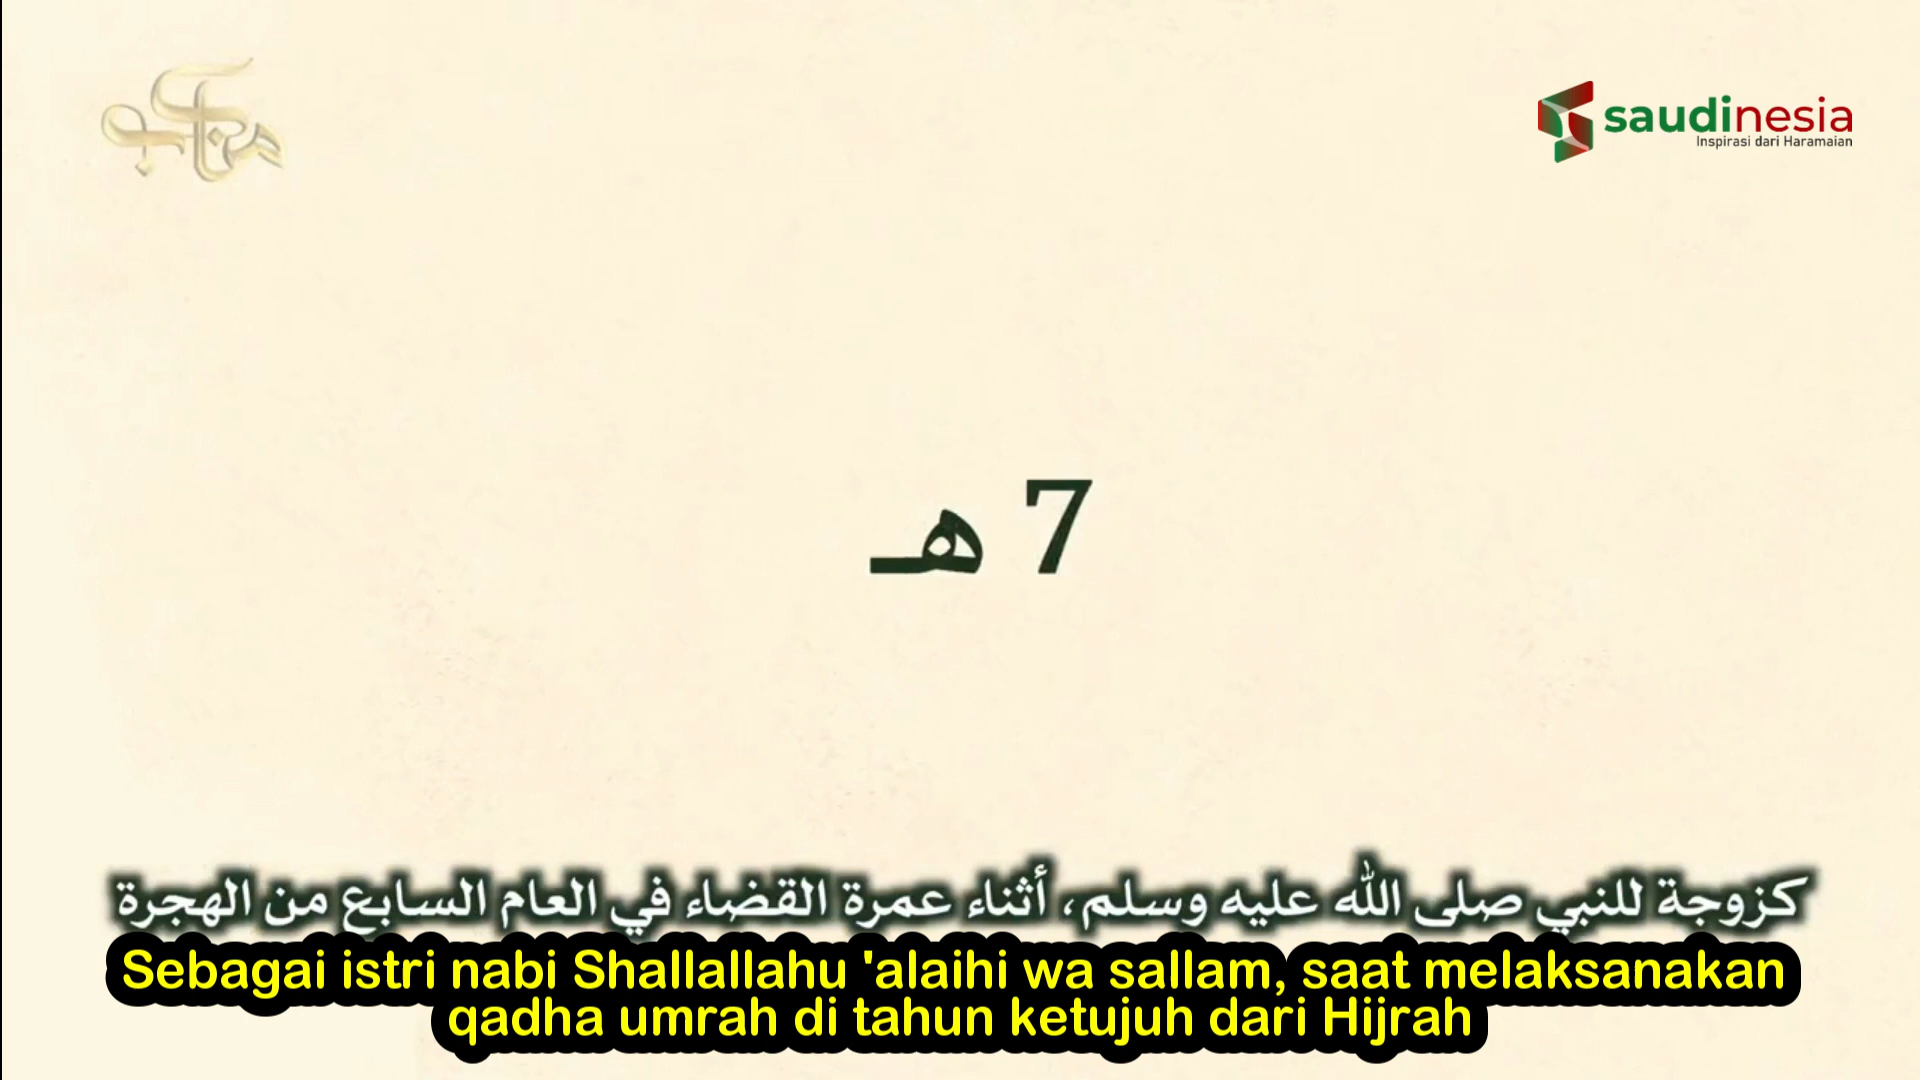 مناقب
saudinesia
Inspirasi dari Haramaian
7 هـ
كزوجة للنبي صلى الله عليه وسلم، أثناء عمرة القضاء في العام السابع من الهجرة
Sebagai istri nabi Shallallahu 'alaihi wa sallam, saat melaksanakan
qadha umrah di tahun ketujuh dari Hijrah